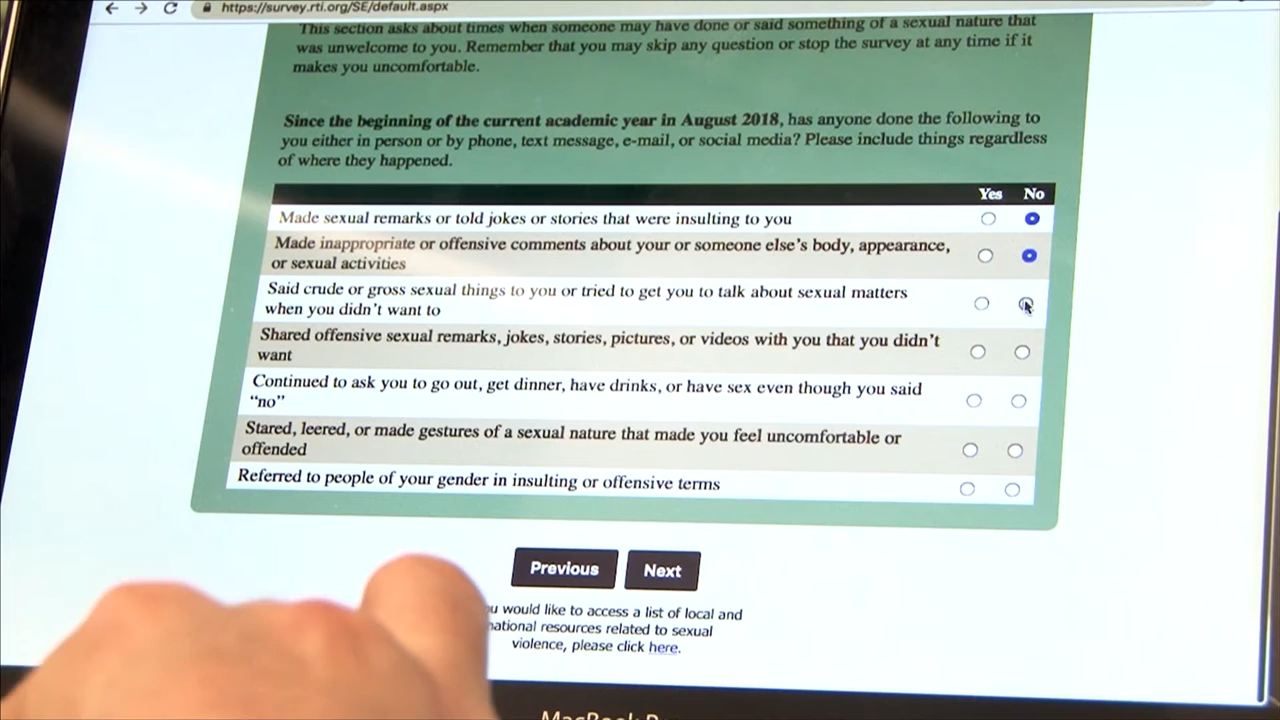 https://survey.rti.org/SE/default.aspx
This section asks about times when someone may have done or said something of a sexual nature that
was unwelcome to you. Remember that you may skip any question or stop the survey at any time if it
makes you uncomfortable.
Since the beginning of the current academic year in August 2018, has anyone done the following to
you either in person or by phone, text message, e-mail, or social media? Please include things regardless
of where they happened.
Yes No
Made sexual remarks or told jokes or stories that were insulting to you
Made inappropriate or offensive comments about your or someone else's body, appearance,
or sexual activities
Said crude or gross sexual things to you or tried to get you to talk about sexual matters
when you didn't want to
Shared offensive sexual remarks, jokes, stories, pictures, or videos with you that you didn't
want
Continued to ask you to go out, get dinner, have drinks, or have sex even though you said
"no"
Stared, leered, or made gestures of a sexual nature that made you feel uncomfortable or
offended
Referred to people of your gender in insulting or offensive terms
Previous Next
would like to access a list of local and
national resources related to sexual
violence, please click here.
MacBook